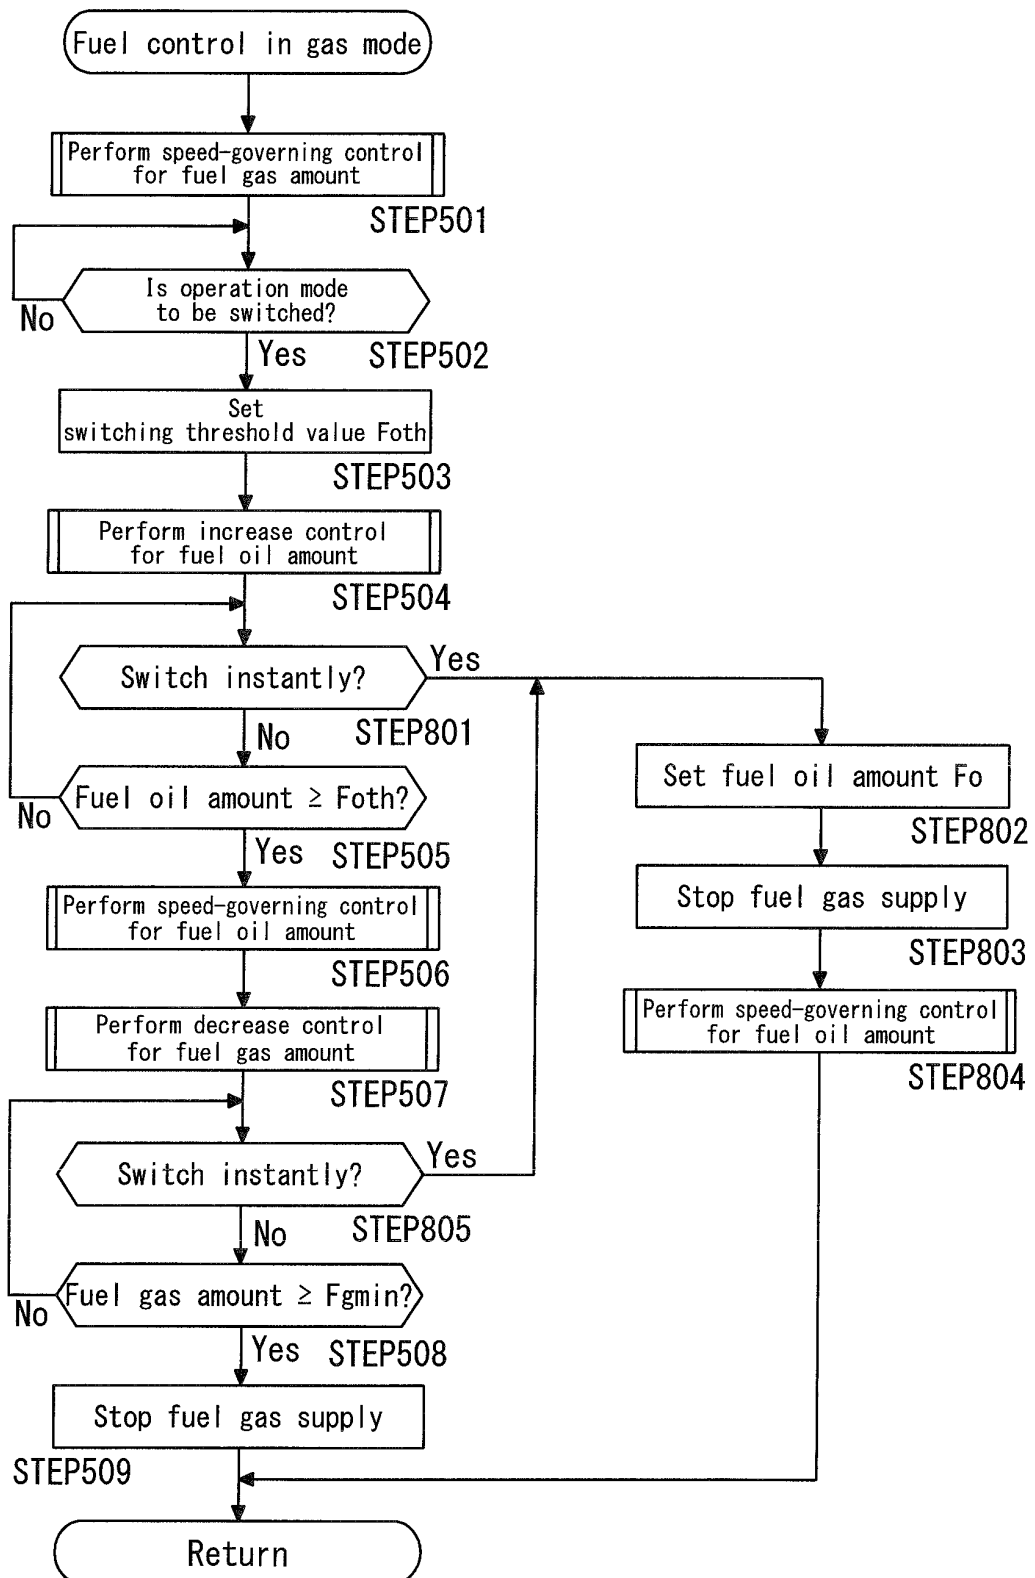 Fuel control in gas mode
Perform speed-governing control
for fuel gas amount
STEP501
Is operation mode
to be switched?
No
STEP502
Yes
Set
switching threshold value Foth
STEP503
Perform increase control
for fuel oil amount
STEP504
Switch instantly?
Yes
STEP801
No
Fuel oil amount ≥ Foth?
No
Yes
STEP505
Perform speed-governing control
for fuel oil amount
STEP506
Perform decrease control
for fuel gas amount
STEP507
Switch instantly?
Yes
STEP805
No
Fuel gas amount ≥ Fgmin?
No
Yes
STEP508
Stop fuel gas supply
STEP509
Set fuel oil amount Fo
STEP802
Stop fuel gas supply
STEP803
Perform speed-governing control
for fuel oil amount
STEP804
Return